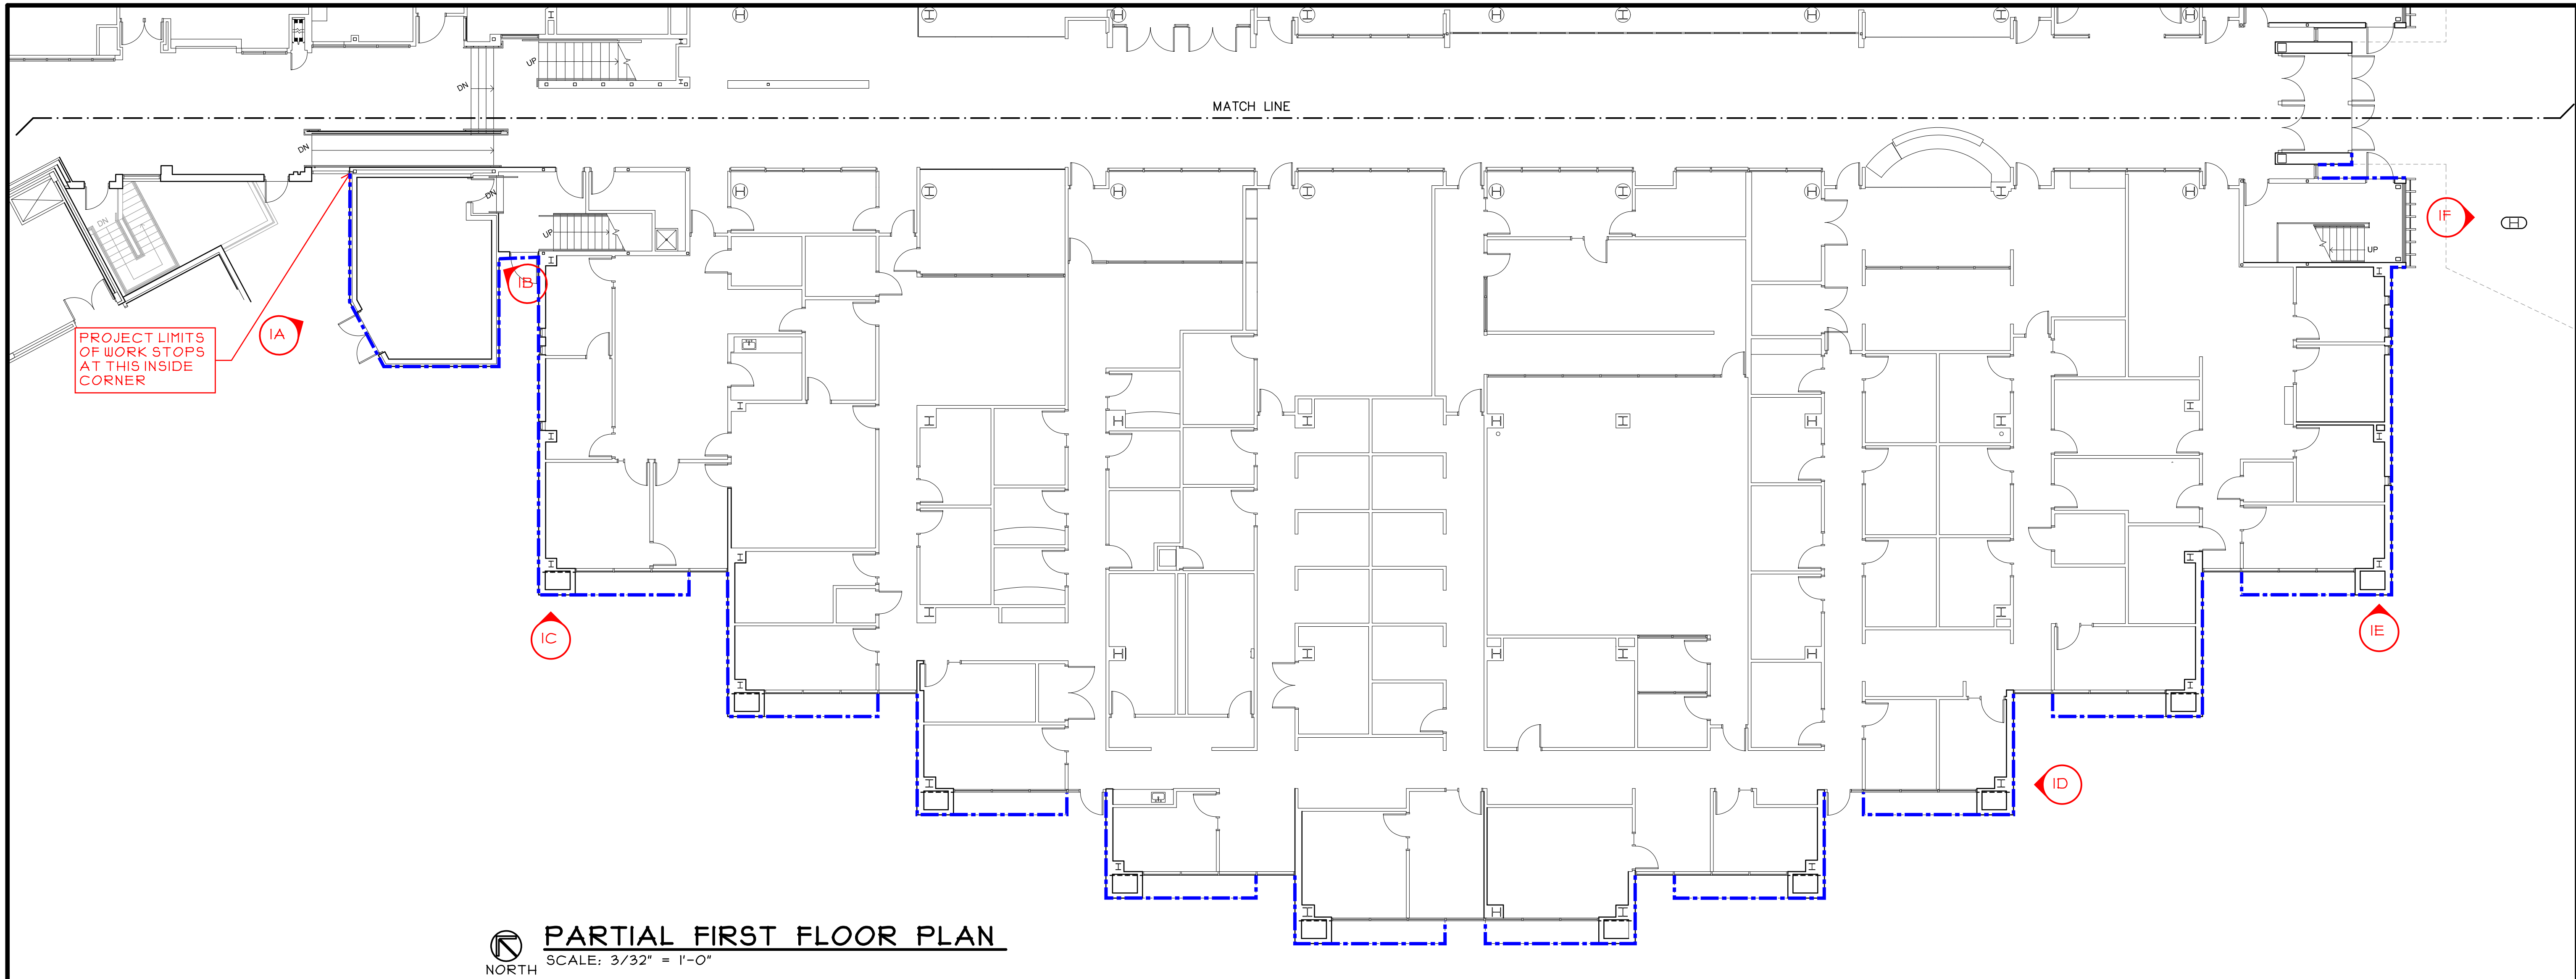 UP
DN
MATCH LINE
DN
DN
DN
UP
UP
1F
1B
1A
PROJECT LIMITS
OF WORK STOPS
AT THIS INSIDE
CORNER
1C
1E
1D
PARTIAL FIRST FLOOR PLAN
SCALE: 3/32" = 1'-0"
NORTH